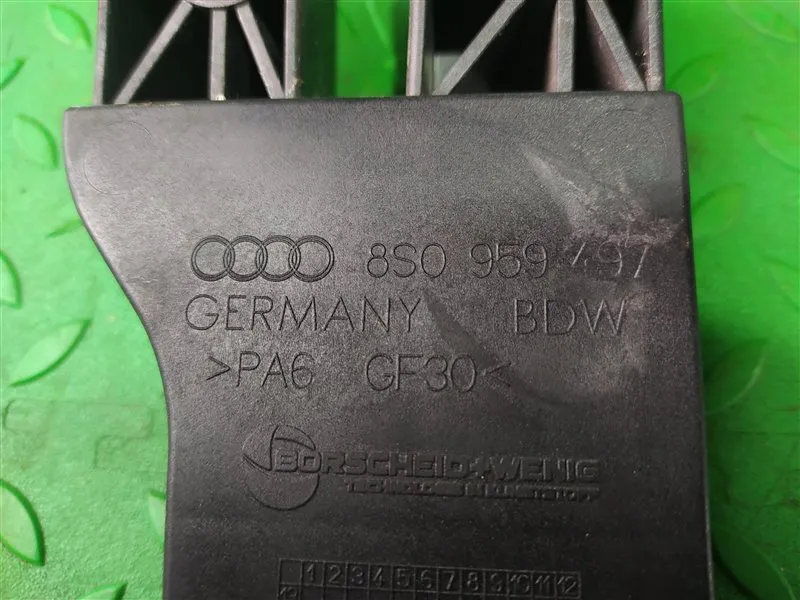 8S0 959 497
GERMANY BDW
>PA6 GF30<
BORSCHEID+WENIG
1 2 3 4 5 6 7 8 9 10 11 12